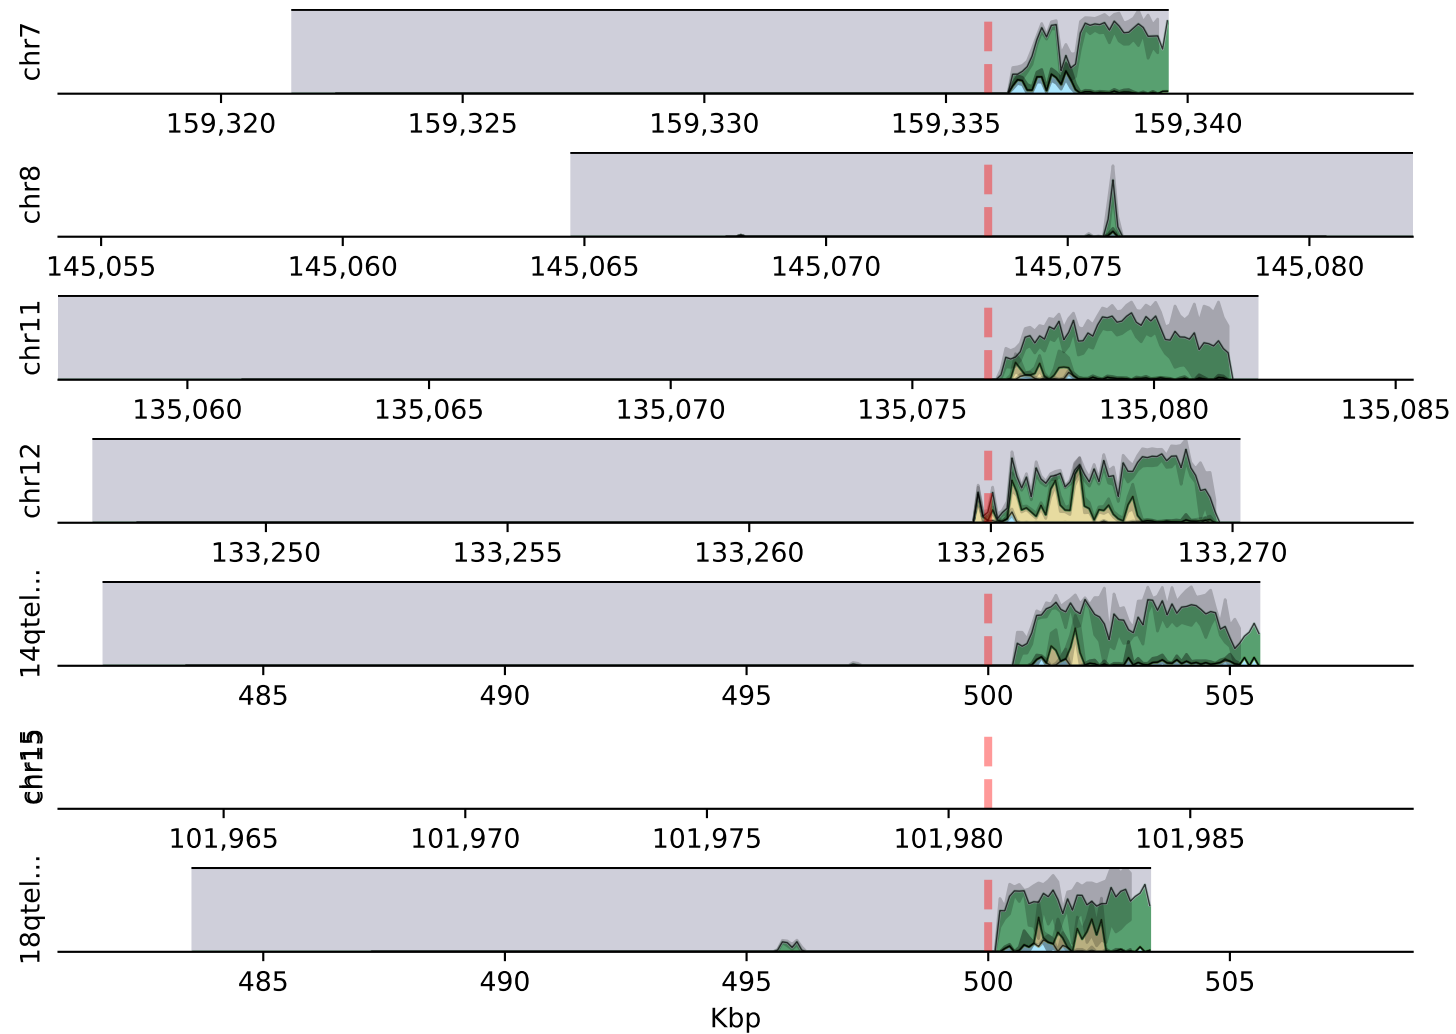 chr7
159,320 159,325 159,330 159,335 159,340
chr8
145,055 145,060 145,065 145,070 145,075 145,080
chr11
135,060 135,065 135,070 135,075 135,080 135,085
chr12
133,250 133,255 133,260 133,265 133,270
14qtel...
485 490 495 500 505
chr15
101,965 101,970 101,975 101,980 101,985
18qtel...
485 490 495 500 505
Kbp